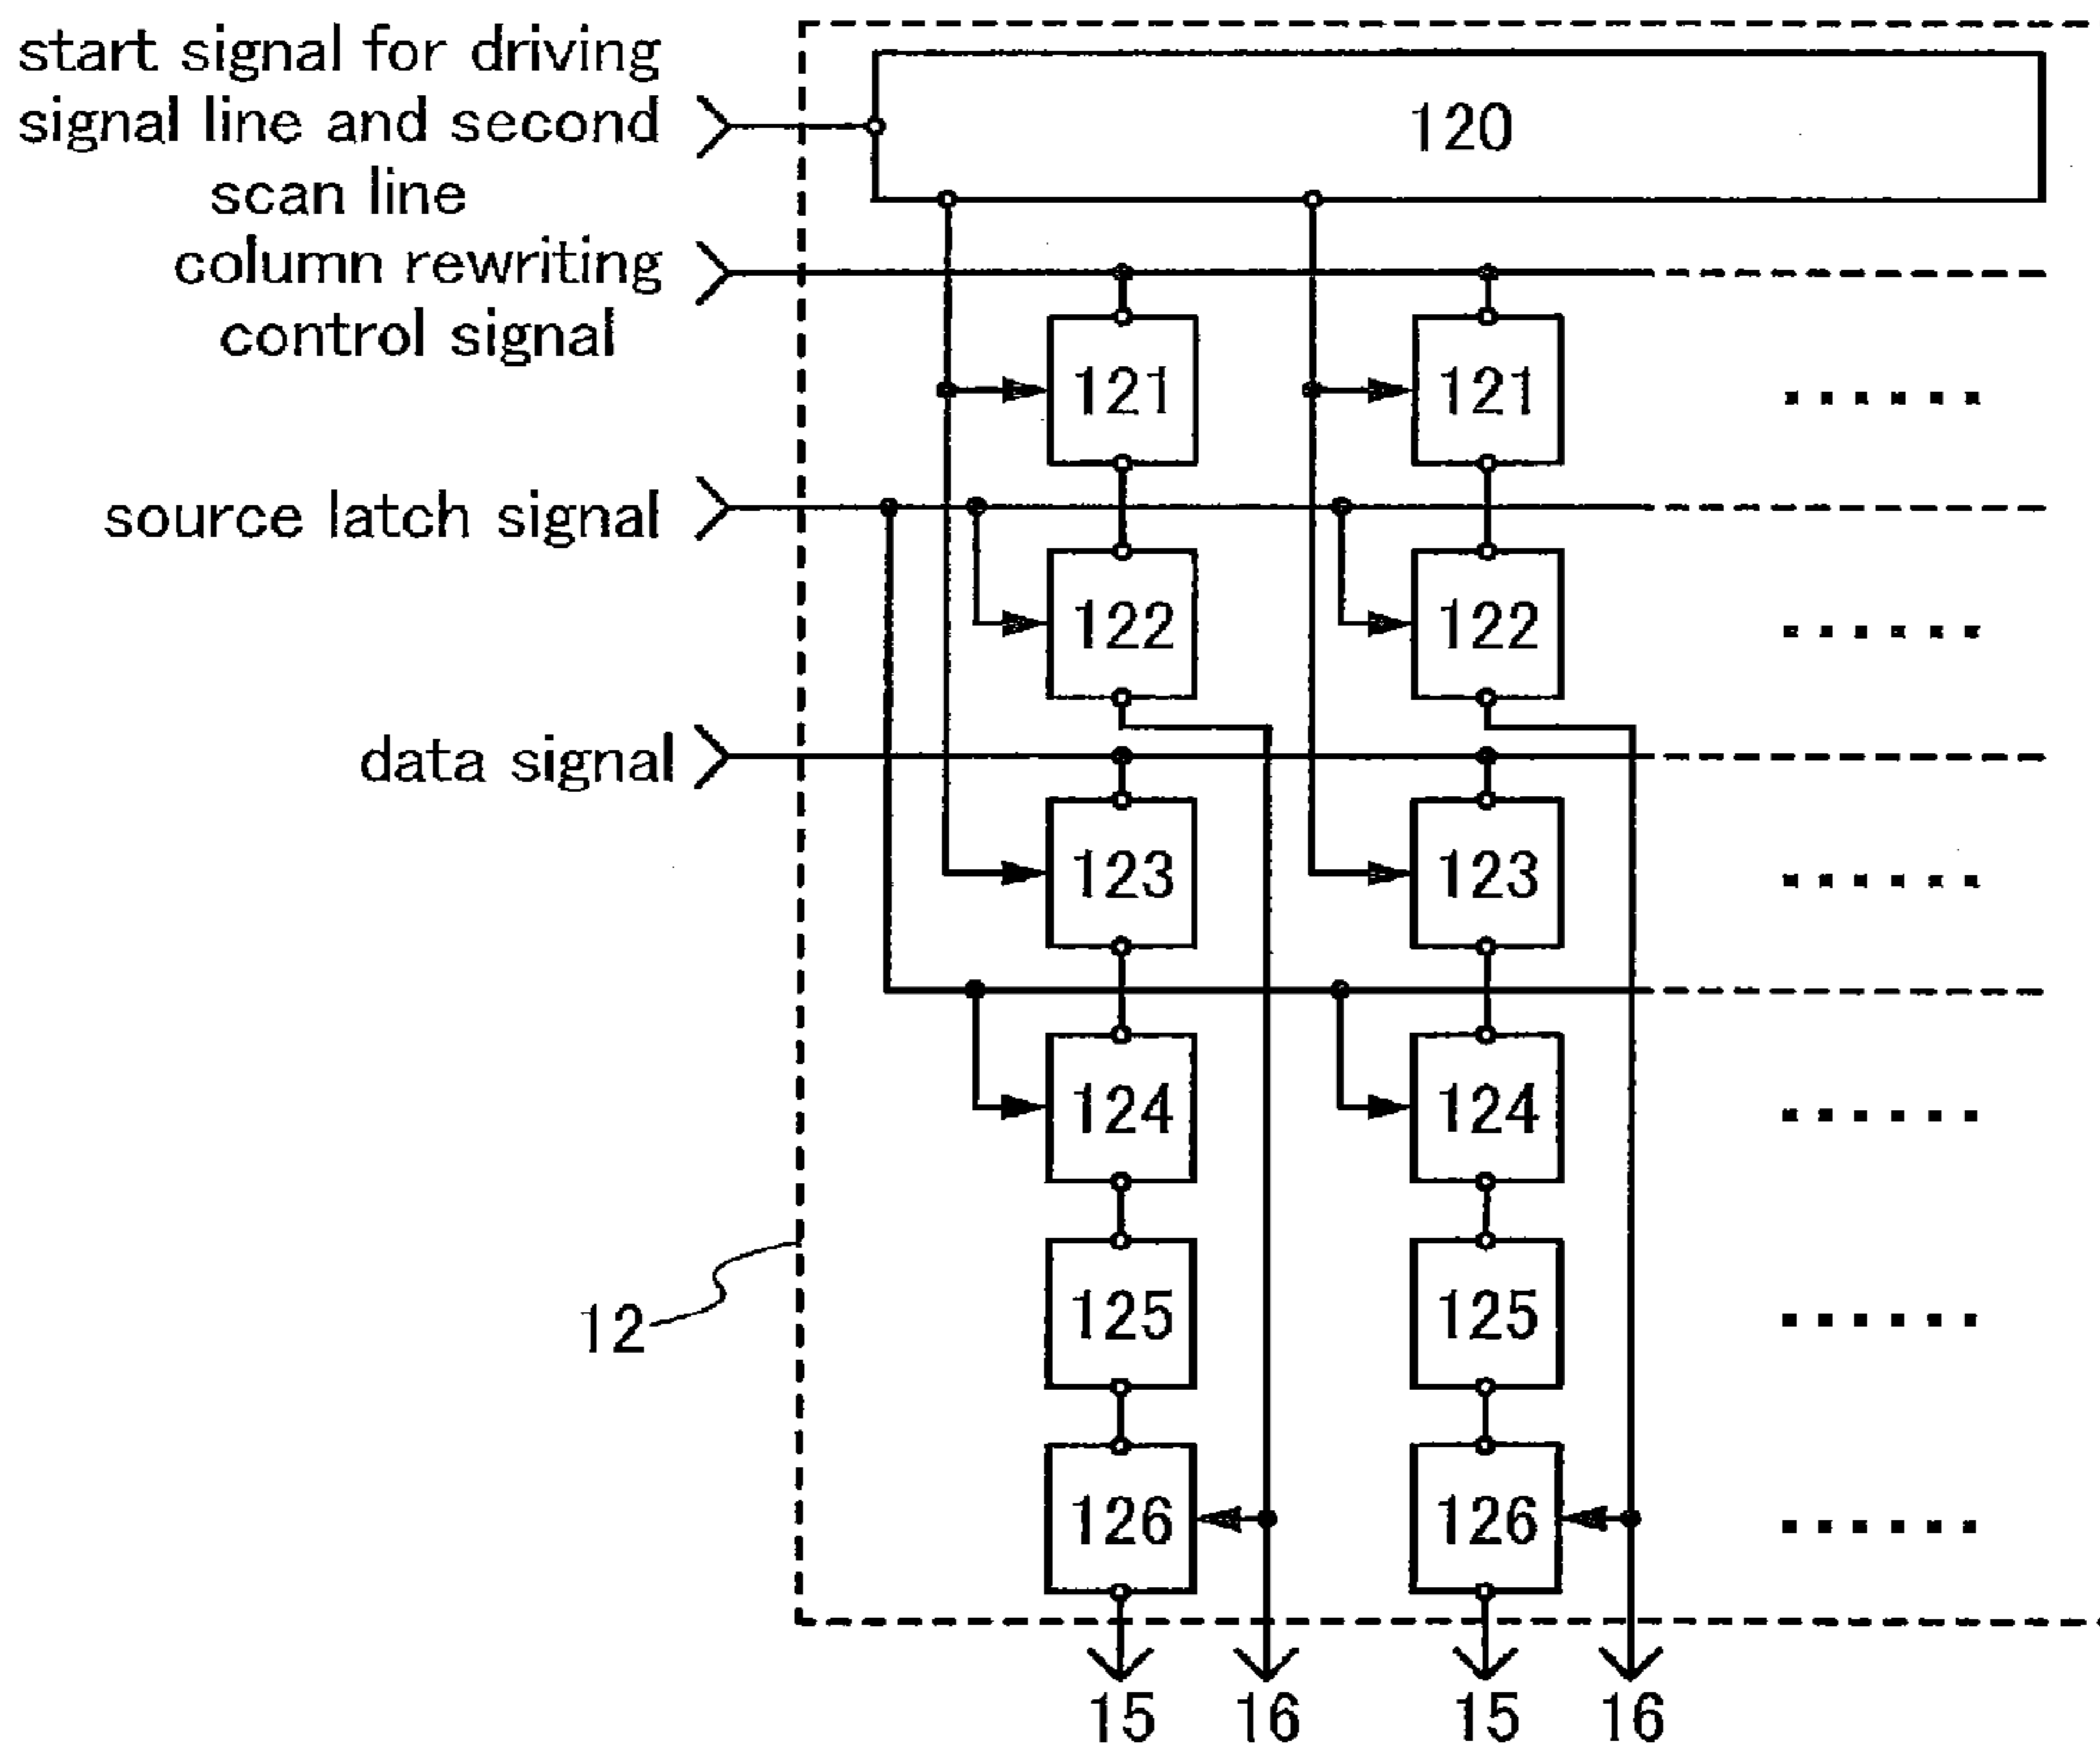 start signal for driving
signal line and second
scan line
120
column rewriting
control signal
121 121
source latch signal
122 122
data signal
123 123
124 124
125 125
12
126 126
15 16 15 16